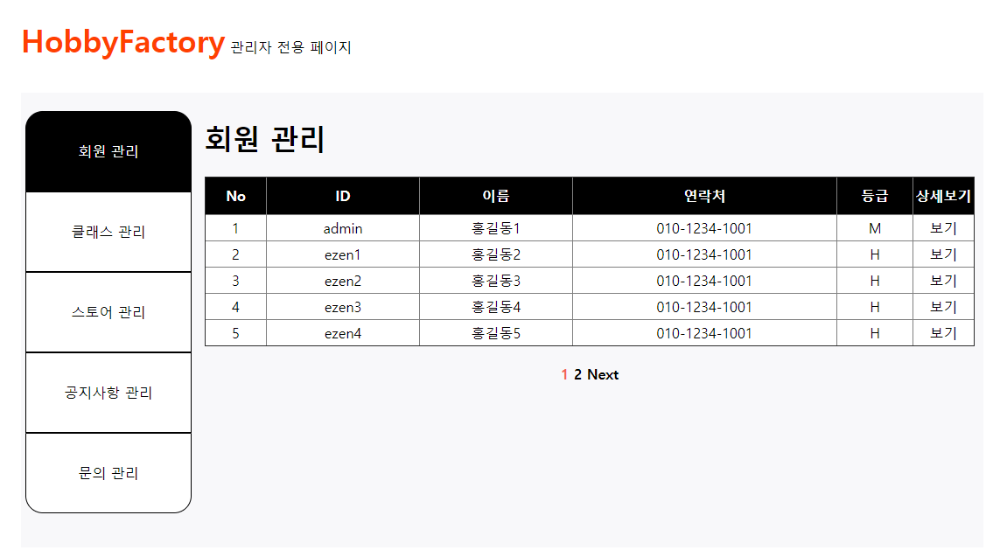 HobbyFactory 관리자 전용 페이지
회원 관리
클래스 관리
스토어 관리
공지사항 관리
문의 관리
회원 관리
No ID 이름 연락처 등급 상세보기
1 admin 홍길동1 010-1234-1001 M 보기
2 ezen1 홍길동2 010-1234-1001 H 보기
3 ezen2 홍길동3 010-1234-1001 H 보기
4 ezen3 홍길동4 010-1234-1001 H 보기
5 ezen4 홍길동5 010-1234-1001 H 보기
1 2 Next